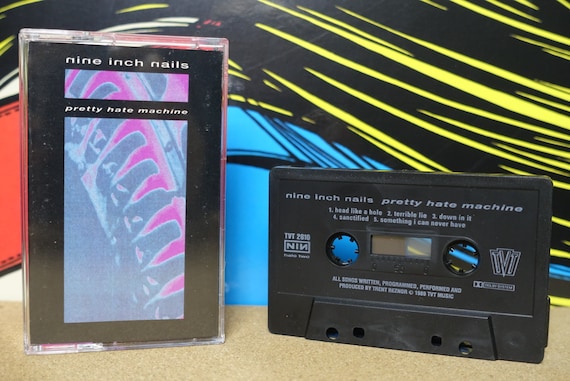 nine inch nails
pretty hate machine
nine inch nails pretty hate machine
1. head like a hole 2. terrible lie 3. down in it
4. sanctified 5. something i can never have
TVT 2610
NIN
TVT
ALL SONGS WRITTEN, PROGRAMMED, PERFORMED AND
PRODUCED BY TRENT REZNOR © 1989 TVT MUSIC
DOLBY SYSTEM